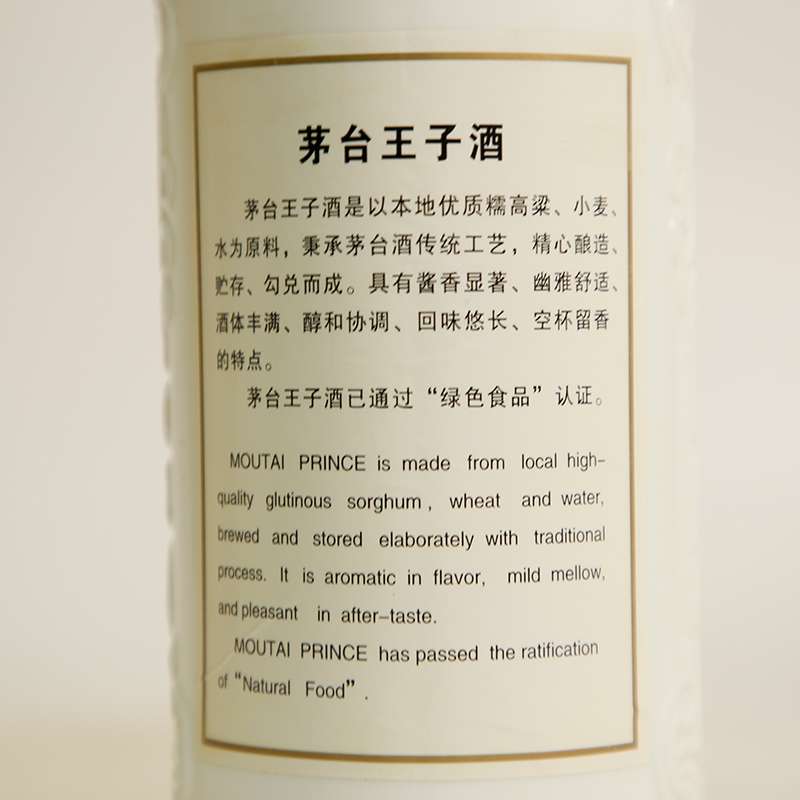 茅台王子酒
茅台王子酒是以本地优质糯高粱、小麦、
水为原料，秉承茅台酒传统工艺，精心酿造、
贮存、勾兑而成。具有酱香显著、幽雅舒适、
酒体丰满、醇和协调、回味悠长、空杯留香
的特点。
茅台王子酒已通过“绿色食品”认证。
MOUTAI PRINCE is made from local high-
quality glutinous sorghum, wheat and water,
brewed and stored elaborately with traditional
process. It is aromatic in flavor, mild mellow,
and pleasant in after-taste.
MOUTAI PRINCE has passed the ratification
of “Natural Food”.